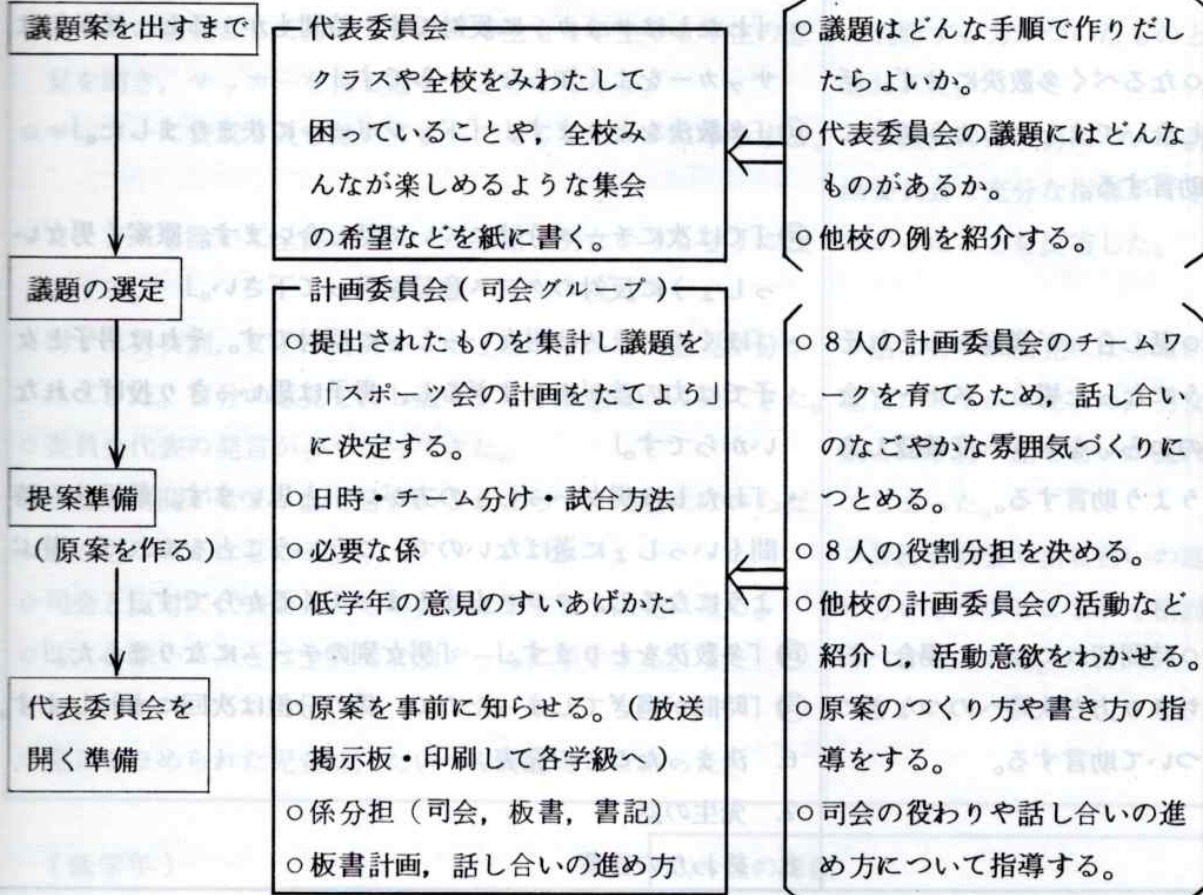 議題案を出すまで
議題の選定
提案準備
(原案を作る)
代表委員会を
開く準備
代表委員会
クラスや全校をみわたして
困っていることや，全校み
んなが楽しめるような集会
の希望などを紙に書く。
計画委員会(司会グループ)
○提出されたものを集計し議題を
「スポーツ会の計画をたてよう」
に決定する。
○日時・チーム分け・試合方法
○必要な係
○低学年の意見のすいあげかた
○原案を事前に知らせる。(放送
掲示板・印刷して各学級へ)
○係分担(司会，板書，書記)
○板書計画，話し合いの進め方
○議題はどんな手順で作りだし
たらよいか。
○代表委員会の議題にはどんな
ものがあるか。
○他校の例を紹介する。
○8人の計画委員会のチームワ
ークを育てるため，話し合い
のなごやかな雰囲気づくりに
つとめる。
○8人の役割分担を決める。
○他校の計画委員会の活動など
紹介し，活動意欲をわかせる。
○原案のつくり方や書き方の指
導をする。
○司会の役わりや話し合いの進
め方について指導する。